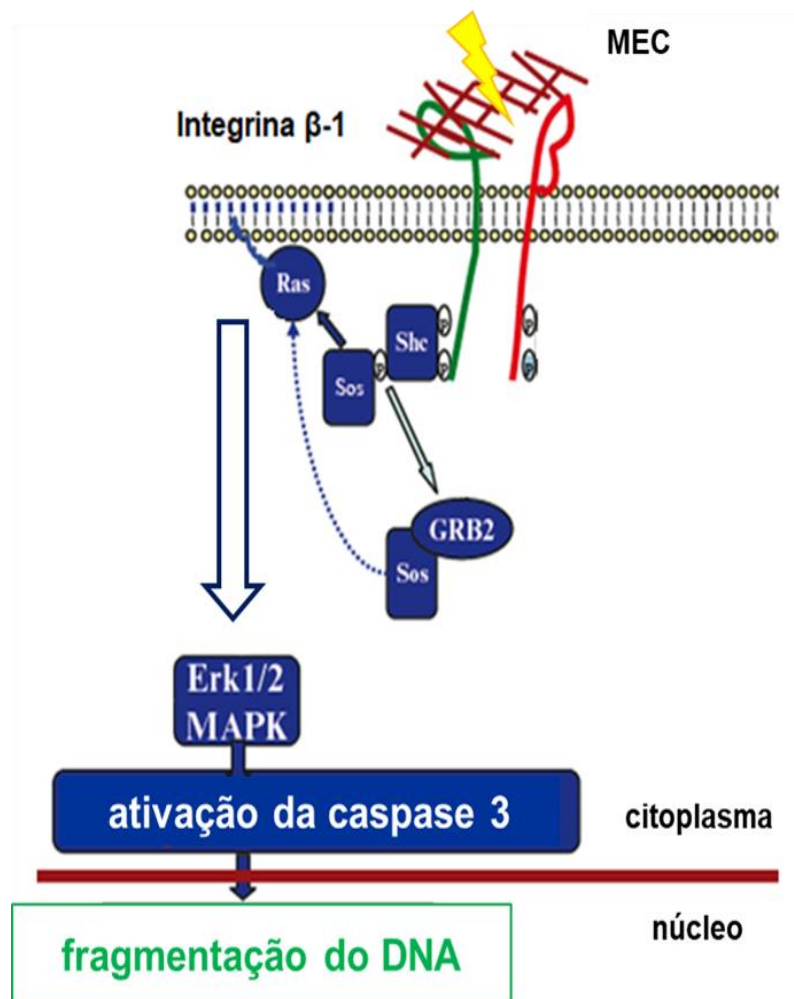 MEC
Integrina β-1
Ras
Shc
P
P
Sos
P
P
P
GRB2
Sos
Erk1/2
MAPK
ativação da caspase 3
citoplasma
núcleo
fragmentação do DNA